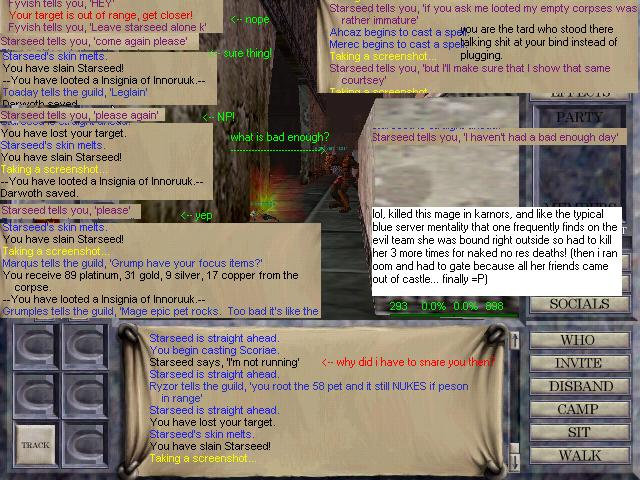 Fyvish tells you, 'HEY'
Your target is out of range, get closer!
Fyvish tells you, 'Leave starseed alone k'
Starseed tells you, 'come again please'
Starseed's skin melts.
You have slain Starseed!
--You have looted a Insignia of Innoruuk.--
Toaday tells the guild, 'Leglain'
Darwoth saved.
<-- nope
<-- sure thing!
Starseed tells you, 'if you ask me looted my empty corpses was
rather immature'
Ahcaz begins to cast a spell.
Merec begins to cast a spell.
Taking a screenshot...
Starseed tells you, 'but I'll make sure that I show that same
courtsey'
Taking a screenshot...
you are the tard who stood there
talking shit at your bind instead of
plugging.
EFFECTS
PARTY
Starseed tells you, 'please again'
<-- NP!
Starseed is straight ahead.
You have lost your target.
Starseed's skin melts.
You have slain Starseed!
Taking a screenshot...
--You have looted a Insignia of Innoruuk.--
Darwoth saved.
what is bad enough?
Starseed is straight ahead.
Starseed tells you, 'I haven't had a bad enough day'
Starseed tells you, 'please'
<-- yep
Starseed's skin melts.
You have slain Starseed!
Taking a screenshot...
Marqus tells the guild, 'Grump have your focus items?'
You receive 89 platinum, 31 gold, 9 silver, 17 copper from the
corpse.
--You have looted a Insignia of Innoruuk.--
Grumples tells the guild, 'Mage epic pet rocks. Too bad it's like the
lol, killed this mage in karnors, and like the typical
blue server mentality that one frequently finds on the
evil team she was bound right outside so had to kill
her 3 more times for naked no res deaths! (then i ran
oom and had to gate because all her friends came
out of castle... finally =P)
293 0.0% 0.0% 898
SOCIALS
Starseed is straight ahead.
You begin casting Scoriae.
Starseed says, 'I'm not running'
<-- why did i have to snare you then?
Starseed is straight ahead.
Ryzor tells the guild, 'you root the 58 pet and it still NUKES if peson
in range'
Starseed is straight ahead.
You have lost your target.
Starseed's skin melts.
You have slain Starseed!
Taking a screenshot...
TRACK
WHO
INVITE
DISBAND
CAMP
SIT
WALK